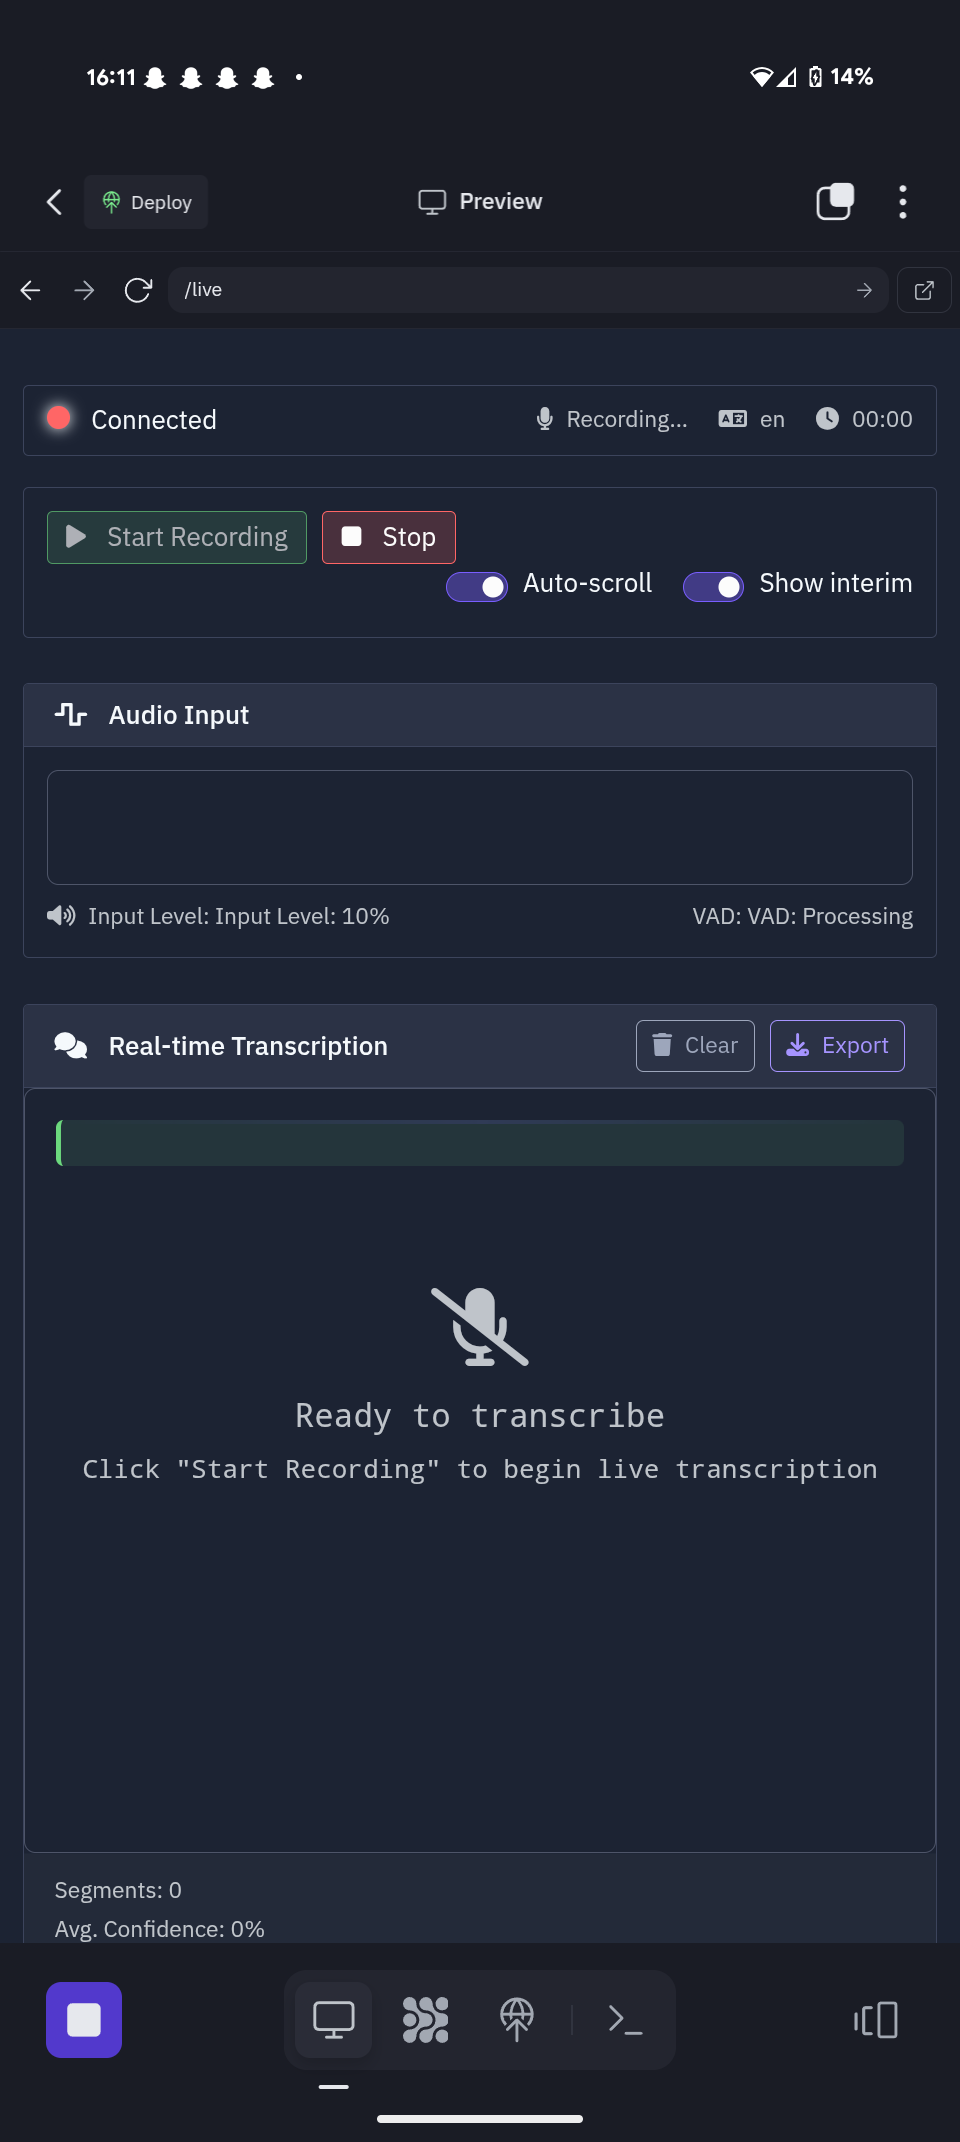 16:11
14%
Deploy
Preview
/live
Connected
Recording...
en
00:00
Start Recording
Stop
Auto-scroll
Show interim
Audio Input
Input Level: Input Level: 10%
VAD: VAD: Processing
Real-time Transcription
Clear
Export
Ready to transcribe
Click "Start Recording" to begin live transcription
Segments: 0
Avg. Confidence: 0%